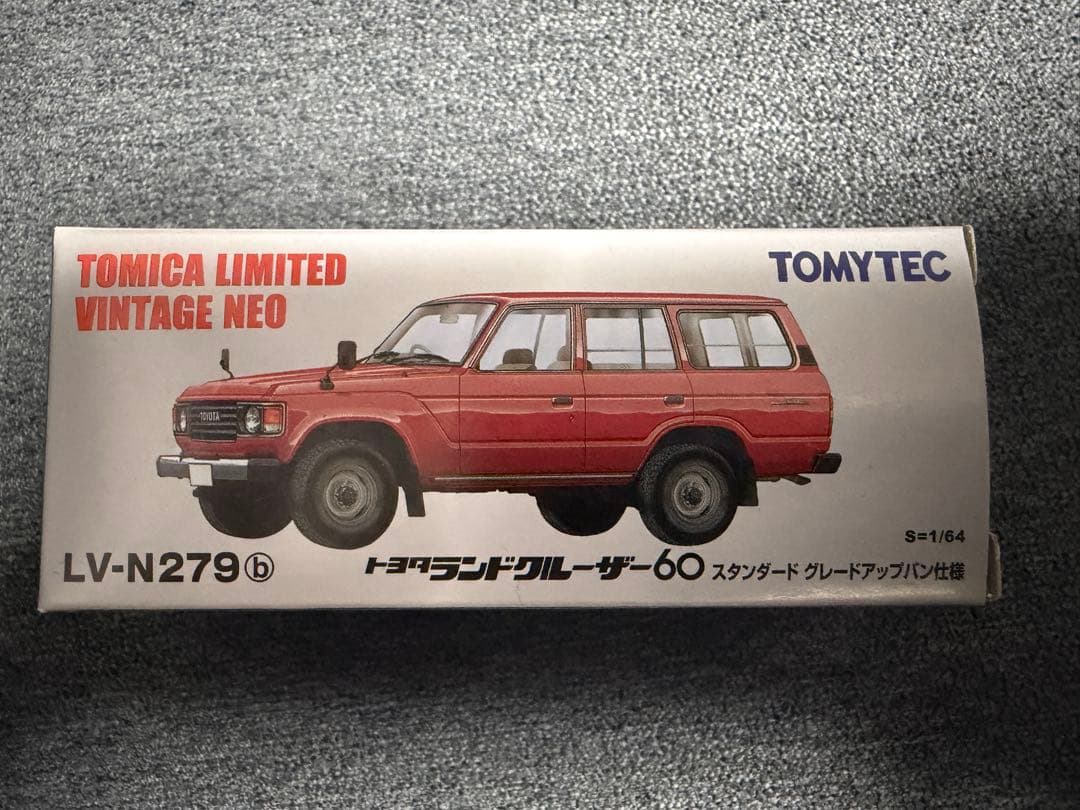 TOMICA LIMITED
VINTAGE NEO
TOMYTEC
TOYOTA
S=1/64
LV-N279ⓑ
トヨタランドクルーザー60 スタンダード グレードアップバン仕様